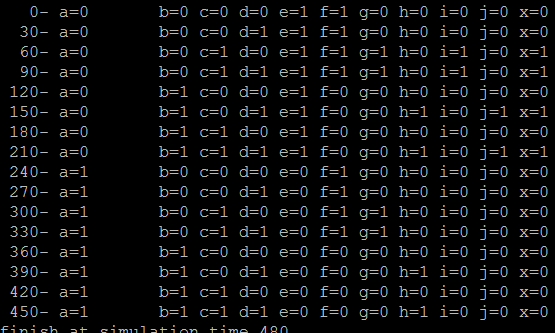 0- a=0 b=0 c=0 d=0 e=1 f=1 g=0 h=0 i=0 j=0 x=0
30- a=0 b=0 c=0 d=1 e=1 f=1 g=0 h=0 i=0 j=0 x=0
60- a=0 b=0 c=1 d=0 e=1 f=1 g=1 h=0 i=1 j=0 x=1
90- a=0 b=0 c=1 d=1 e=1 f=1 g=1 h=0 i=1 j=0 x=1
120- a=0 b=1 c=0 d=0 e=1 f=0 g=0 h=0 i=0 j=0 x=0
150- a=0 b=1 c=0 d=1 e=1 f=0 g=0 h=1 i=0 j=1 x=1
180- a=0 b=1 c=1 d=0 e=1 f=0 g=0 h=0 i=0 j=0 x=0
210- a=0 b=1 c=1 d=1 e=1 f=0 g=0 h=1 i=0 j=1 x=1
240- a=1 b=0 c=0 d=0 e=0 f=1 g=0 h=0 i=0 j=0 x=0
270- a=1 b=0 c=0 d=1 e=0 f=1 g=0 h=0 i=0 j=0 x=0
300- a=1 b=0 c=1 d=0 e=0 f=1 g=1 h=0 i=0 j=0 x=0
330- a=1 b=0 c=1 d=1 e=0 f=1 g=1 h=0 i=0 j=0 x=0
360- a=1 b=1 c=0 d=0 e=0 f=0 g=0 h=0 i=0 j=0 x=0
390- a=1 b=1 c=0 d=1 e=0 f=0 g=0 h=1 i=0 j=0 x=0
420- a=1 b=1 c=1 d=0 e=0 f=0 g=0 h=0 i=0 j=0 x=0
450- a=1 b=1 c=1 d=1 e=0 f=0 g=0 h=1 i=0 j=0 x=0
finish at simulation time 480